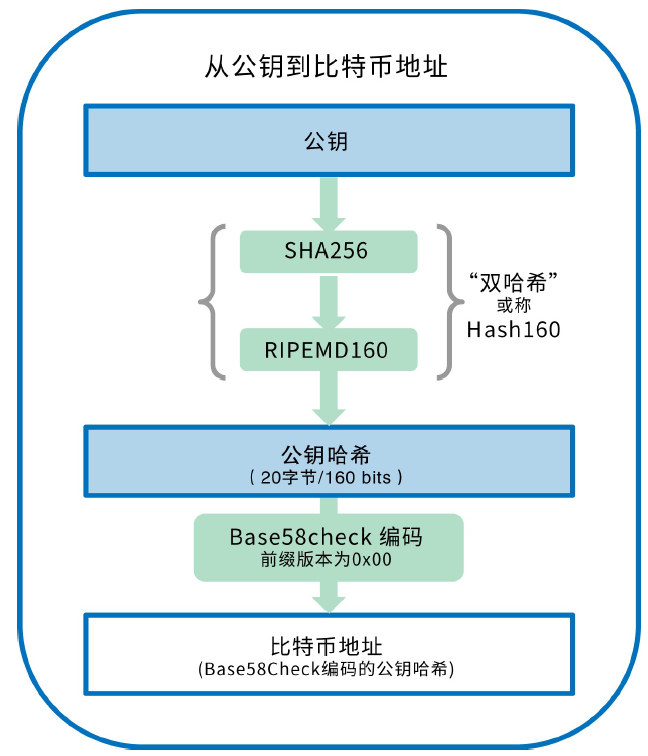 从公钥到比特币地址
公钥
SHA256
RIPEMD160
“双哈希”
或称
Hash160
公钥哈希
( 20字节/160 bits )
Base58check 编码
前缀版本为0x00
比特币地址
(Base58Check编码的公钥哈希)